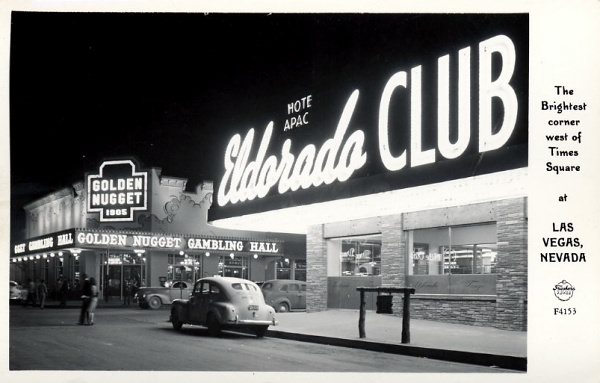 HOTE
APAC
Eldorado CLUB
GOLDEN
NUGGET
1905
GOLDEN NUGGET GAMBLING HALL
GAMBLING HALL
The
Brightest
corner
west of
Times
Square
at
LAS
VEGAS,
NEVADA
Frashers
F4153